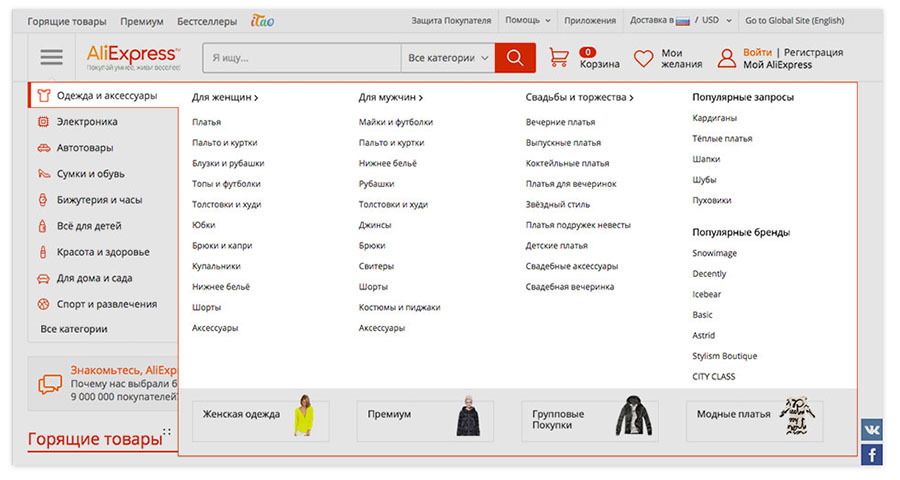 Горящие товары Премиум Бестселлеры iTao Защита Покупателя Помощь Приложения Доставка в / USD Go to Global Site (English)
AliExpress™
Покупай умнее, живи веселее!
Я ищу... Все категории
0
Корзина
Мои
желания
Войти | Регистрация
Мой AliExpress
Одежда и аксессуары
Электроника
Автотовары
Сумки и обувь
Бижутерия и часы
Всё для детей
Красота и здоровье
Для дома и сада
Спорт и развлечения
Все категории
Для женщин >
Платья
Пальто и куртки
Блузки и рубашки
Топы и футболки
Толстовки и худи
Юбки
Брюки и капри
Купальники
Нижнее бельё
Шорты
Аксессуары
Для мужчин >
Майки и футболки
Пальто и куртки
Нижнее бельё
Рубашки
Толстовки и худи
Джинсы
Брюки
Свитеры
Шорты
Костюмы и пиджаки
Аксессуары
Свадьбы и торжества >
Вечерние платья
Выпускные платья
Коктейльные платья
Платья для вечеринок
Звёздный стиль
Платья подружек невесты
Детские платья
Свадебные аксессуары
Свадебная вечеринка
Популярные запросы
Кардиганы
Тёплые платья
Шапки
Шубы
Пуховики
Популярные бренды
Snowimage
Decently
Icebear
Basic
Astrid
Stylism Boutique
CITY CLASS
Знакомьтесь, AliExp
Почему нас выбрали б
9 000 000 покупателей?
Горящие товары
Женская одежда
Премиум
Групповые
Покупки
Модные платья